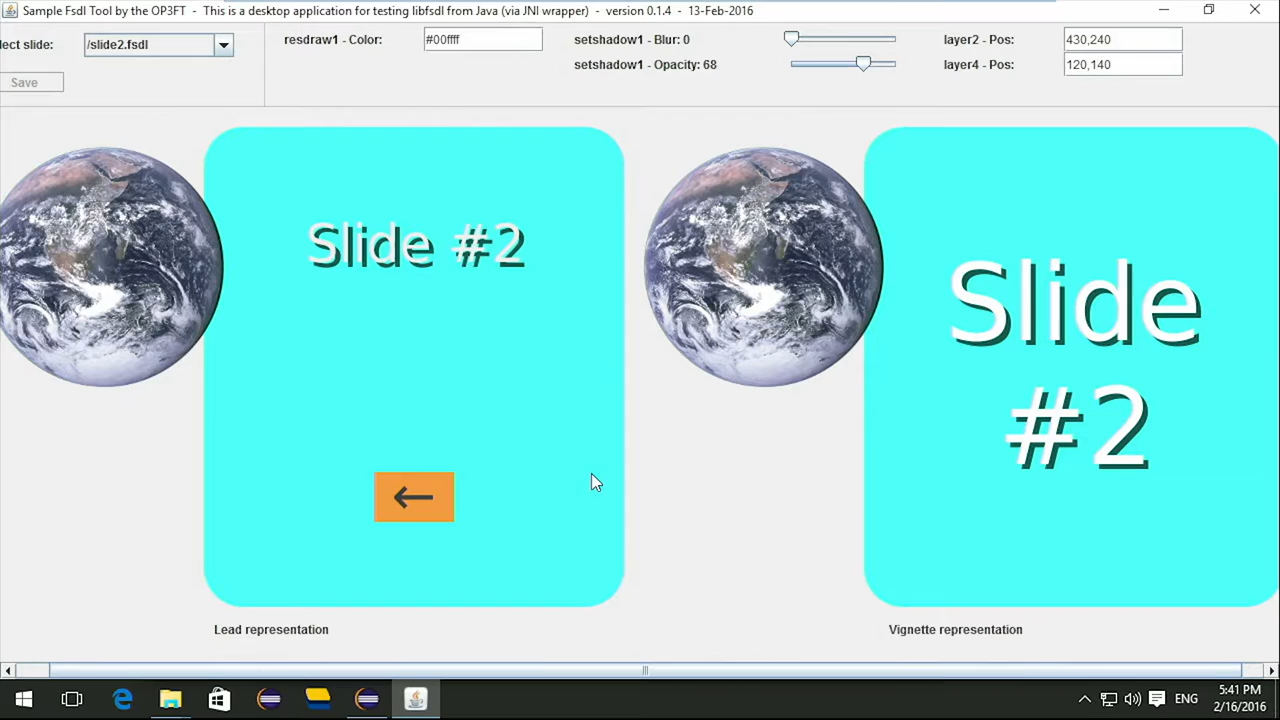 Sample Fsdl Tool by the OP3FT - This is a desktop application for testing libfsdl from Java (via JNI wrapper) - version 0.1.4 - 13-Feb-2016
lect slide:
/slide2.fsdl
Save
resdraw1 - Color:
#00ffff
setshadow1 - Blur: 0
setshadow1 - Opacity: 68
layer2 - Pos:
430,240
layer4 - Pos:
120,140
Slide #2
←
Lead representation
Slide
#2
Vignette representation
ENG
5:41 PM
2/16/2016